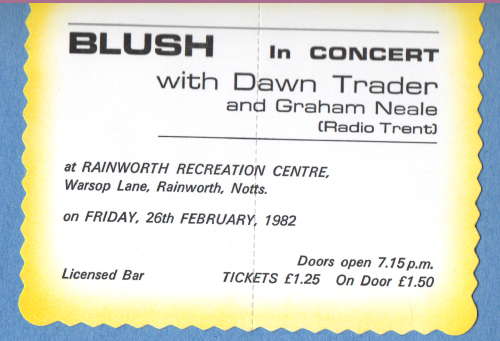 BLUSH In CONCERT
with Dawn Trader
and Graham Neale
(Radio Trent)
at RAINWORTH RECREATION CENTRE,
Warsop Lane, Rainworth, Notts.
on FRIDAY, 26th FEBRUARY, 1982
Doors open 7.15 p.m.
Licensed Bar TICKETS £1.25 On Door £1.50